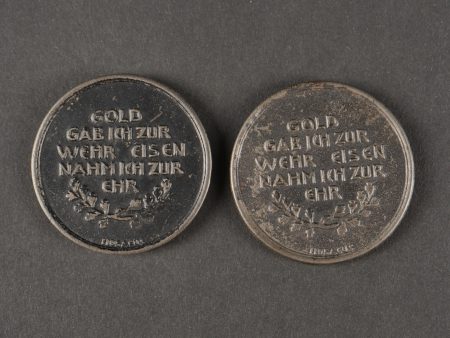 GOLD
GAB ICH ZUR
WEHR EISEN
NAHM ICH ZUR
EHR
GOLD
GAB ICH ZUR
WEHR EISEN
NAHM ICH ZUR
EHR